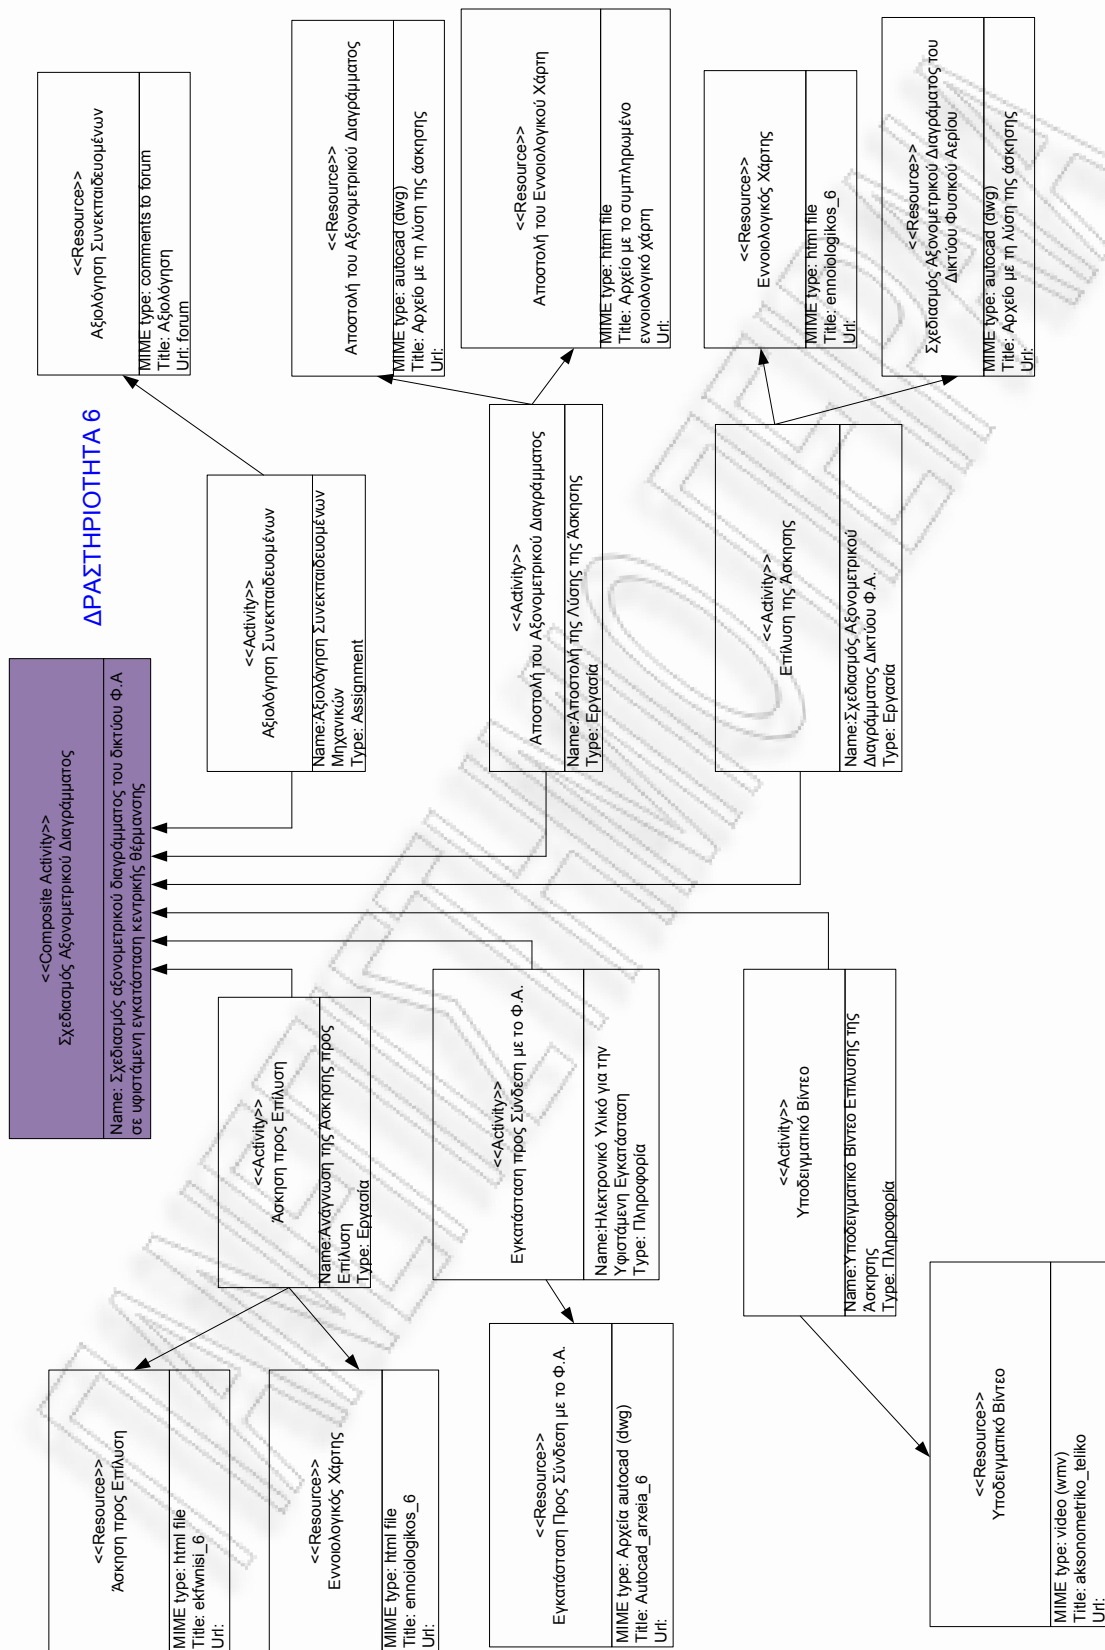 ΔΡΑΣΤΗΡΙΟΤΗΤΑ 6
<<Composite Activity>>
Σχεδιασμός Αξονομετρικού Διαγράμματος
Name: Σχεδιασμός αξονομετρικού διαγράμματος του δικτύου Φ.Α
σε υφιστάμενη εγκατάσταση κεντρικής θέρμανσης
<<Activity>>
Άσκηση προς Επίλυση
Name:Ανάγνωση της Άσκησης προς
Επίλυση
Type: Εργασία
<<Activity>>
Αξιολόγηση Συνεκπαιδευομένων
Name:Αξιολόγηση Συνεκπαιδευομένων
Μηχανικών
Type: Assignment
<<Resource>>
Άσκηση προς Επίλυση
MIME type: html file
Title: ekfwnisi_6
Url:
<<Resource>>
Εννοιολογικός Χάρτης
MIME type: html file
Title: ennoiologikos_6
Url:
<<Resource>>
Αξιολόγηση Συνεκπαιδευομένων
MIME type: comments to forum
Title: Αξιολόγηση
Url: forum
<<Resource>>
Αποστολή του Αξονομετρικού Διαγράμματος
MIME type: autocad (dwg)
Title: Αρχείο με τη λύση της άσκησης
Url:
<<Activity>>
Εγκατάσταση προς Σύνδεση με το Φ.Α.
Name:Ηλεκτρονικό Υλικό για την
Υφιστάμενη Εγκατάσταση
Type: Πληροφορία
<<Activity>>
Αποστολή του Αξονομετρικού Διαγράμματος
Name:Αποστολή της Λύσης της Άσκησης
Type: Εργασία
<<Resource>>
Αποστολή του Εννοιολογικού Χάρτη
MIME type: html file
Title: Αρχείο με το συμπληρωμένο
εννοιολογικό χάρτη
Url:
<<Resource>>
Εγκατάσταση Προς Σύνδεση με το Φ.Α.
MIME type: Αρχεία autocad (dwg)
Title: Autocad_arxeia_6
Url:
<<Activity>>
Υποδειγματικό Βίντεο
Name:Υποδειγματικό Βίντεο Επίλυσης της
Άσκησης
Type: Πληροφορία
<<Activity>>
Επίλυση της Άσκησης
Name:Σχεδιασμός Αξονομετρικού
Διαγράμματος Δικτύου Φ.Α.
Type: Εργασία
<<Resource>>
Εννοιολογικός Χάρτης
MIME type: html file
Title: ennoiologikos_6
Url:
<<Resource>>
Σχεδιασμός Αξονομετρικού Διαγράμματος του
Δικτύου Φυσικού Αερίου
MIME type: autocad (dwg)
Title: Αρχείο με τη λύση της άσκησης
Url:
<<Resource>>
Υποδειγματικό Βίντεο
MIME type: video (wmv)
Title: aksonometriko_teliko
Url:
ΠΑΝΕΠΙΣΤΗΜΙΟ ΠΕΙΡΑΙΑ